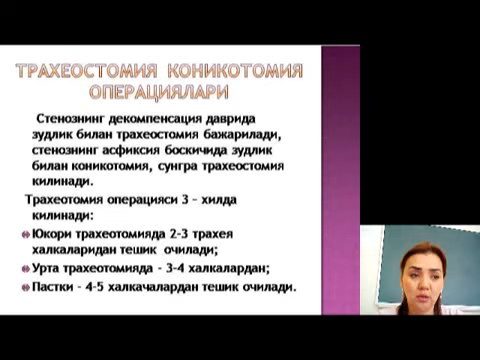 ТРАХЕОСТОМИЯ КОНИКОТОМИЯ
ОПЕРАЦИЯЛАРИ
Стенознинг декомпенсация даврида
зудлик билан трахеостомия бажарилади,
стенознинг асфиксия боскичида зудлик
билан коникотомия, сунгра трахеостомия
килинади.
Трахеотомия операцияси 3 – хилда
килинади:
Юкори трахеотомияда 2-3 трахея
халкаларидан тешик очилади;
Урта трахеотомияда - 3-4 халкалардан;
Пастки - 4-5 халкачалардан тешик очилади.